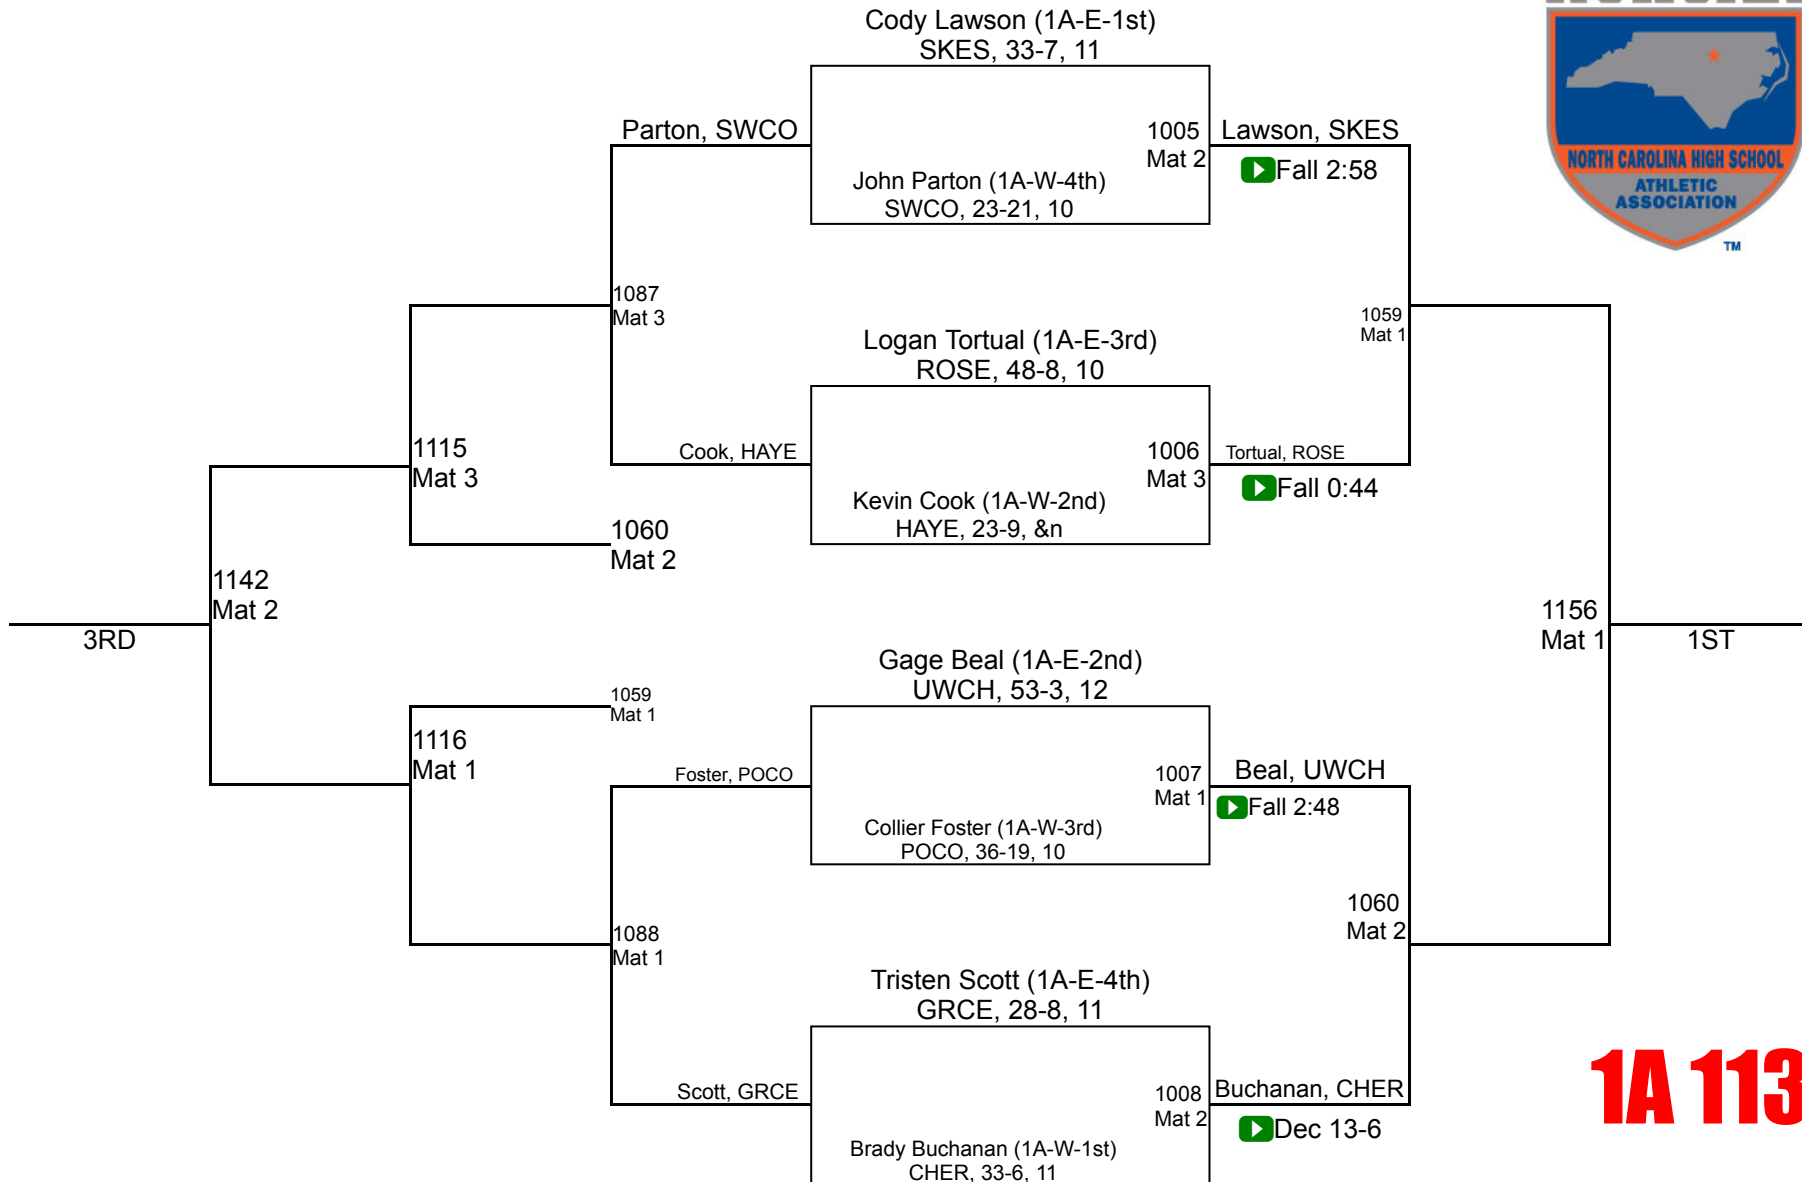 Cody Lawson (1A-E-1st)
SKES, 33-7, 11
Parton, SWCO
1005
Mat 2
Lawson, SKES
Fall 2:58
John Parton (1A-W-4th)
SWCO, 23-21, 10
NORTH CAROLINA HIGH SCHOOL
ATHLETIC
ASSOCIATION
TM
1087
Mat 3
1059
Mat 1
Logan Tortual (1A-E-3rd)
ROSE, 48-8, 10
1115
Mat 3
Cook, HAYE
1006
Mat 3
Tortual, ROSE
Fall 0:44
Kevin Cook (1A-W-2nd)
HAYE, 23-9, &n
1060
Mat 2
1142
Mat 2
3RD
1156
Mat 1
1ST
Gage Beal (1A-E-2nd)
UWCH, 53-3, 12
1059
Mat 1
1116
Mat 1
Foster, POCO
1007
Mat 1
Beal, UWCH
Fall 2:48
Collier Foster (1A-W-3rd)
POCO, 36-19, 10
1060
Mat 2
1088
Mat 1
Tristen Scott (1A-E-4th)
GRCE, 28-8, 11
Scott, GRCE
1008
Mat 2
Buchanan, CHER
Dec 13-6
Brady Buchanan (1A-W-1st)
CHER, 33-6, 11
1A 113